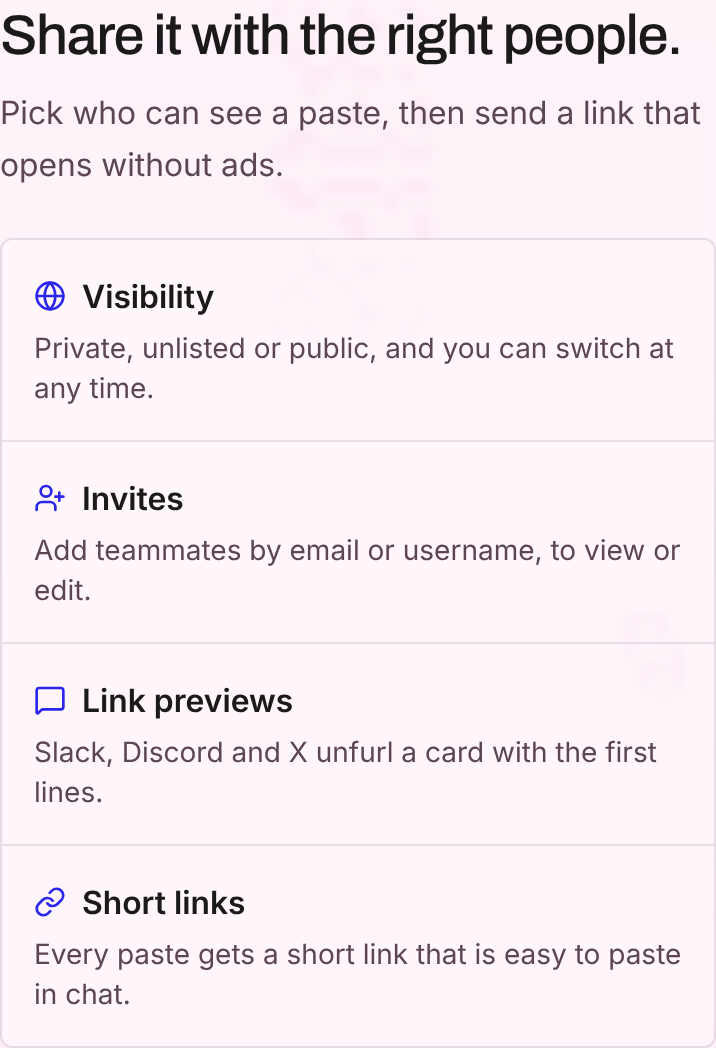 Share it with the right people.
Pick who can see a paste, then send a link that
opens without ads.
Visibility
Private, unlisted or public, and you can switch at
any time.
Invites
Add teammates by email or username, to view or
edit.
Link previews
Slack, Discord and X unfurl a card with the first
lines.
Short links
Every paste gets a short link that is easy to paste
in chat.